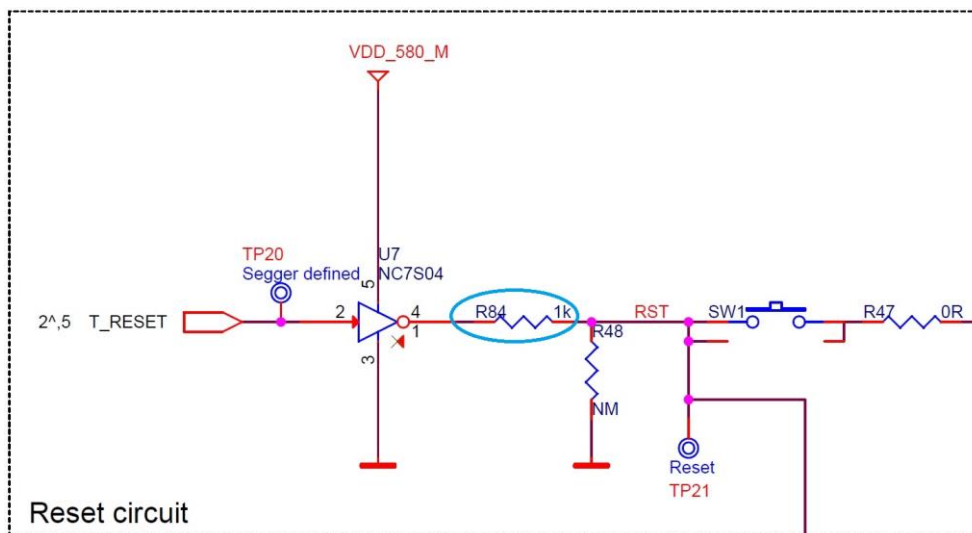 VDD_580_M
TP20
Segger defined
U7
NC7S04
5
2^,5 T_RESET
2
4
1
3
R84 1k
RST
SW1
R47 0R
R48
NM
Reset
TP21
Reset circuit